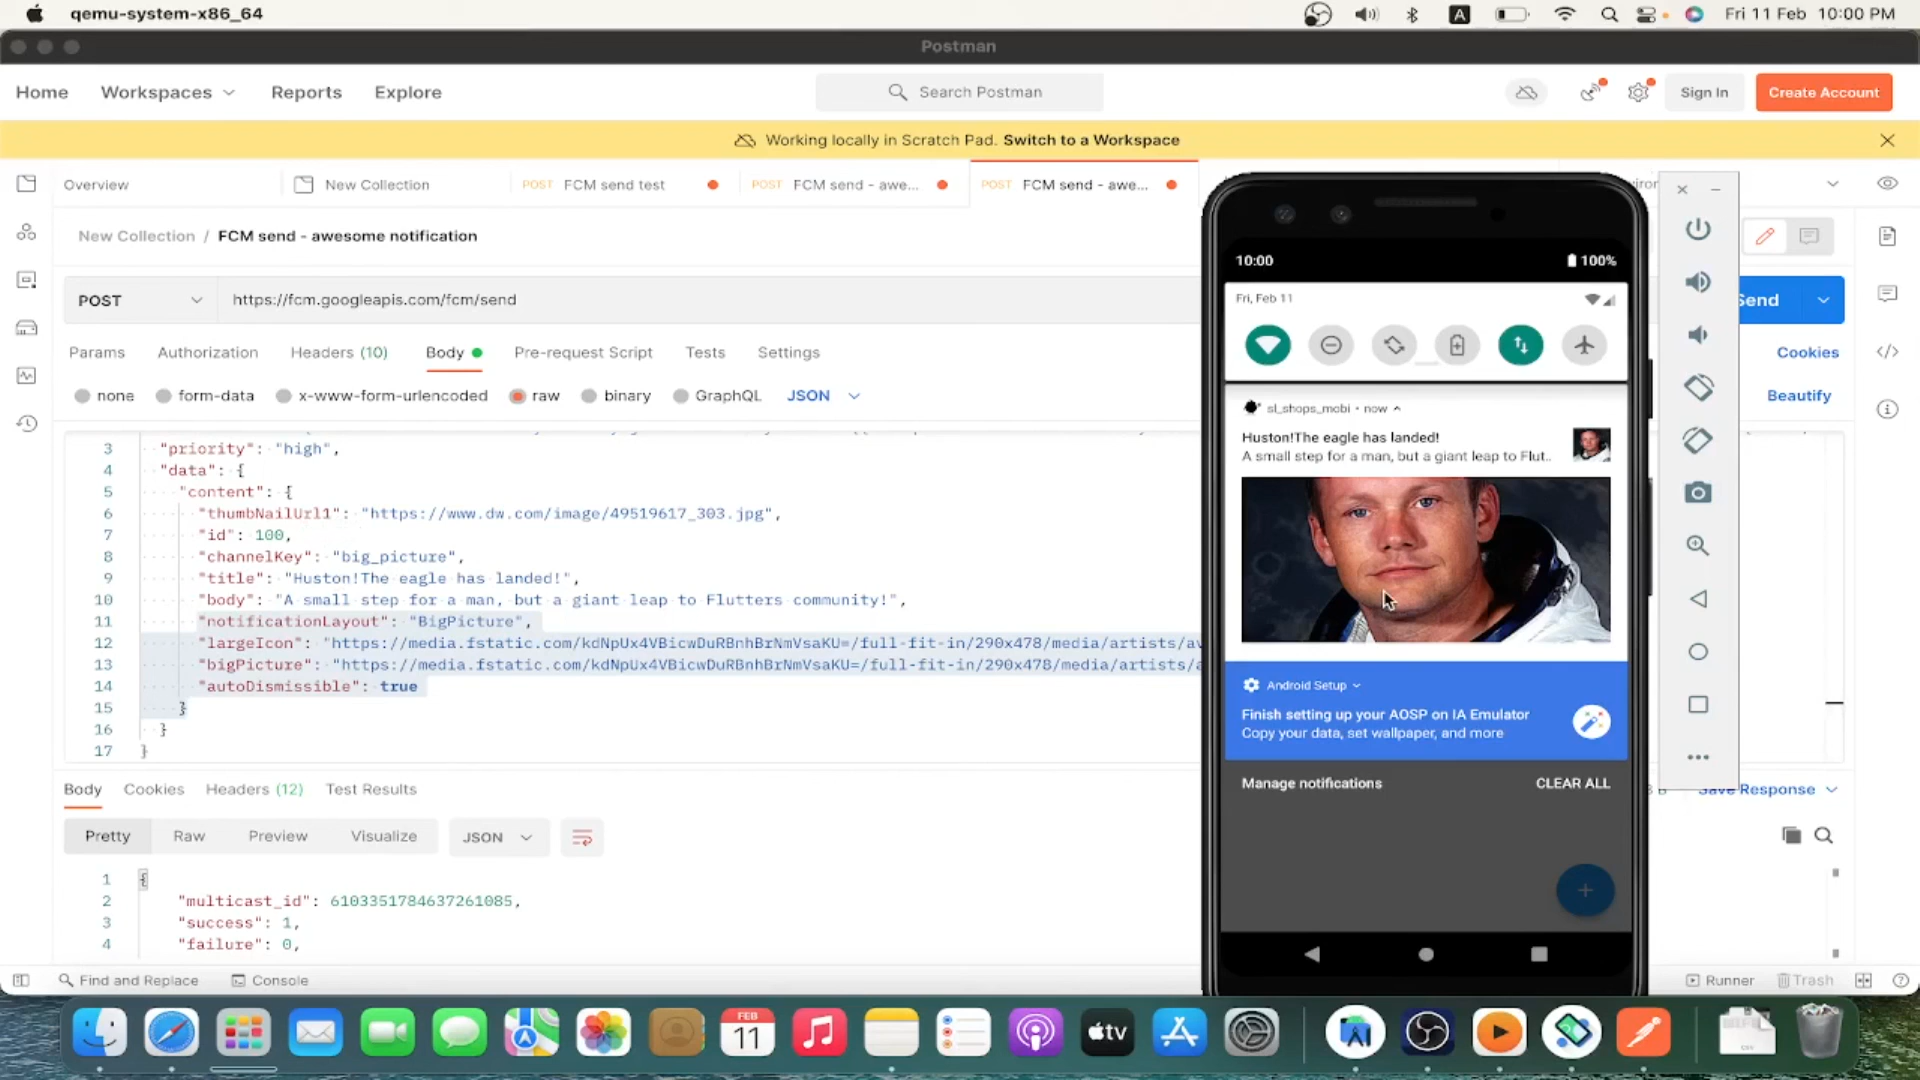 qemu-system-x86_64
A
Fri 11 Feb 10:00 PM
Postman
Home
Workspaces
Reports
Explore
Search Postman
Sign In
Create Account
Working locally in Scratch Pad. Switch to a Workspace
Overview
New Collection
POST FCM send test
POST FCM send - awe...
POST FCM send - awe...
New Collection / FCM send - awesome notification
POST
https://fcm.googleapis.com/fcm/send
Send
Params
Authorization
Headers (10)
Body
Pre-request Script
Tests
Settings
Cookies
none
form-data
x-www-form-urlencoded
raw
binary
GraphQL
JSON
Beautify
3 "priority": "high",
4 "data": {
5 "content": {
6 "thumbNailUrl1": "https://www.dw.com/image/49519617_303.jpg",
7 "id": 100,
8 "channelKey": "big_picture",
9 "title": "Huston!The eagle has landed!",
10 "body": "A small step for a man, but a giant leap to Flutters community!",
11 "notificationLayout": "BigPicture",
12 "largeIcon": "https://media.fstatic.com/kdNpUx4VBicwDuRBnhBrNmVsaKU=/full-fit-in/290x478/media/artists/av
13 "bigPicture": "https://media.fstatic.com/kdNpUx4VBicwDuRBnhBrNmVsaKU=/full-fit-in/290x478/media/artists/a
14 "autoDismissible": true
15 }
16 }
17 }
Body
Cookies
Headers (12)
Test Results
Save Response
Pretty
Raw
Preview
Visualize
JSON
1 {
2 "multicast_id": 6103351784637261085,
3 "success": 1,
4 "failure": 0,
Find and Replace
Console
Runner
Trash
10:00
100%
Fri, Feb 11
sl_shops_mobi • now
Huston!The eagle has landed!
A small step for a man, but a giant leap to Flut..
Android Setup
Finish setting up your AOSP on IA Emulator
Copy your data, set wallpaper, and more
Manage notifications
CLEAR ALL
FEB
11
tv